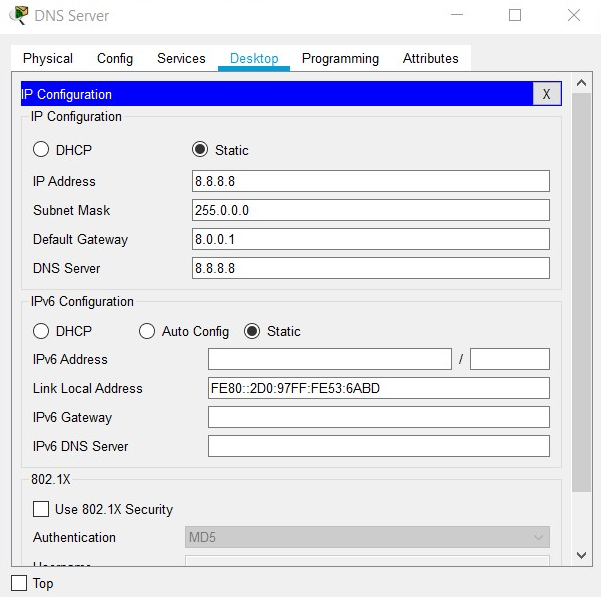 DNS Server
Physical Config Services Desktop Programming Attributes
IP Configuration X
IP Configuration
DHCP Static
IP Address 8.8.8.8
Subnet Mask 255.0.0.0
Default Gateway 8.0.0.1
DNS Server 8.8.8.8
IPv6 Configuration
DHCP Auto Config Static
IPv6 Address /
Link Local Address FE80::2D0:97FF:FE53:6ABD
IPv6 Gateway
IPv6 DNS Server
802.1X
Use 802.1X Security
Authentication MD5
Username
Top